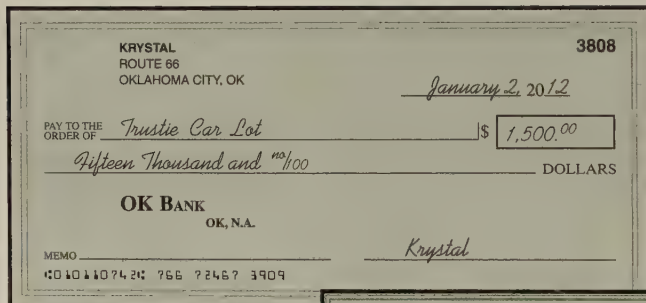 KRYSTAL 3808
ROUTE 66
OKLAHOMA CITY, OK
January 2, 2012
PAY TO THE
ORDER OF Trustie Car Lot $ 1,500.00
Fifteen Thousand and no/100 DOLLARS
OK BANK
OK, N.A.
MEMO Krystal
⑆010110742⑆ 766 72467 3909